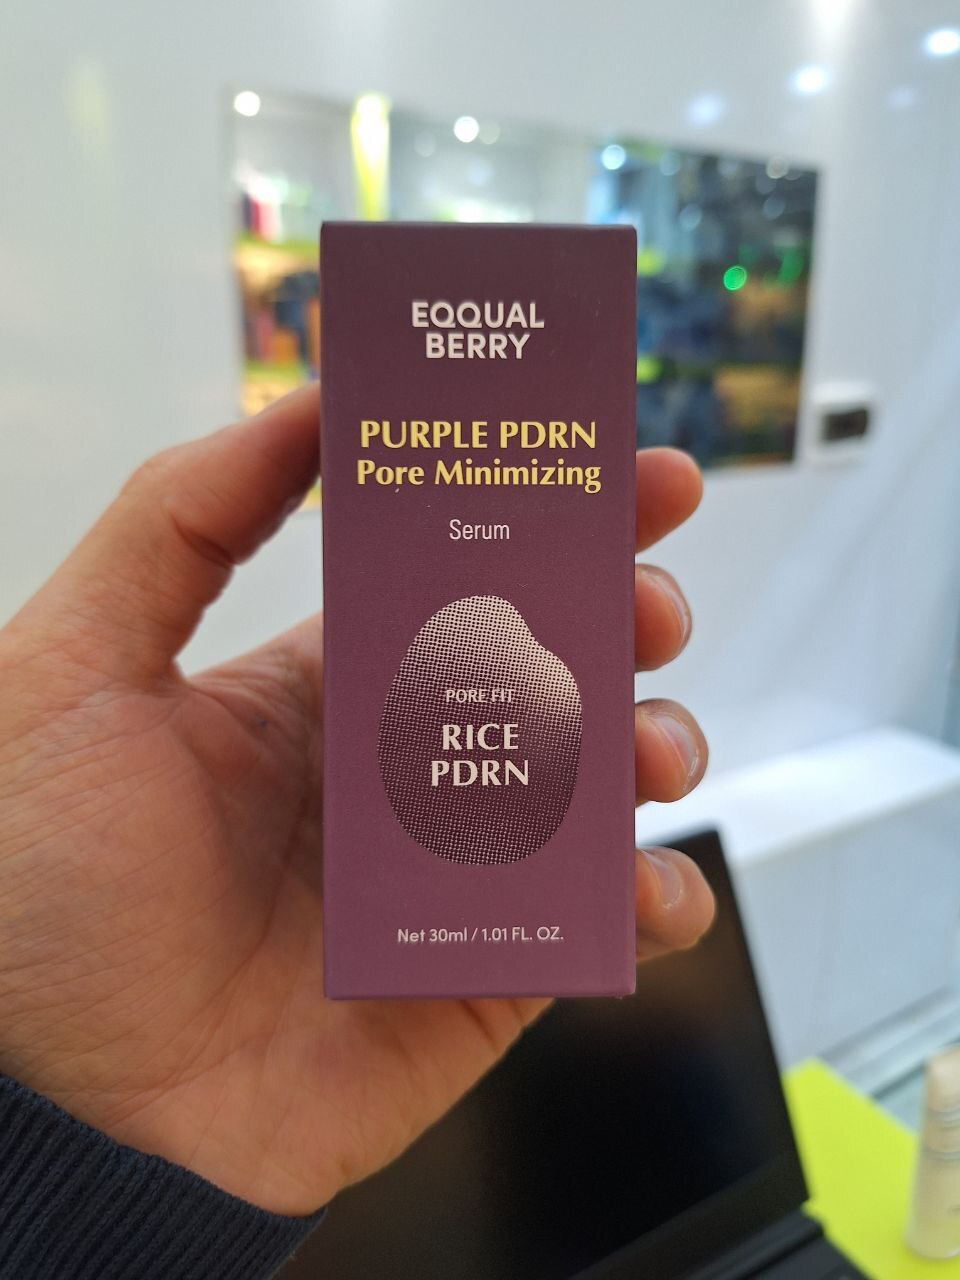 EQQUAL
BERRY
PURPLE PDRN
Pore Minimizing
Serum
PORE FIT
RICE
PDRN
Net 30ml / 1.01 FL. OZ.